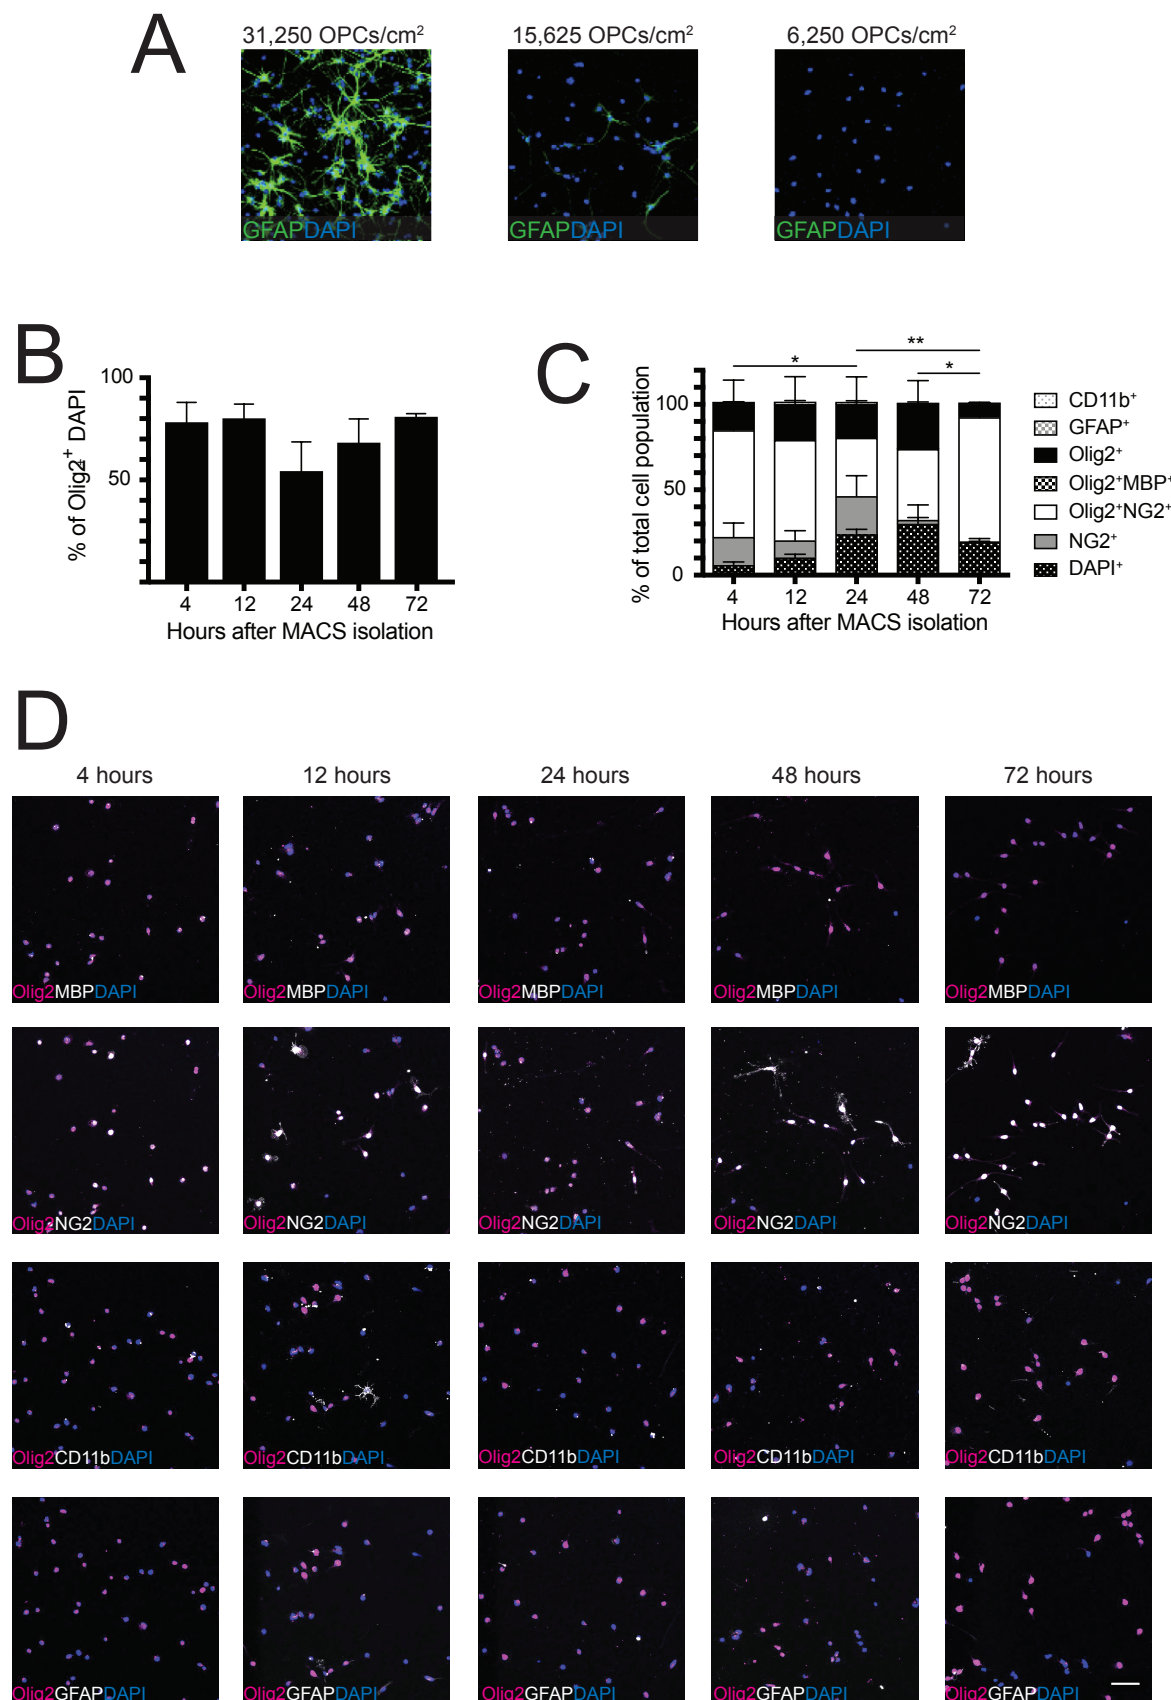 A
31,250 OPCs/cm²
15,625 OPCs/cm²
6,250 OPCs/cm²
GFAPDAPI
GFAPDAPI
GFAPDAPI
B
% of Olig2⁺ DAPI
100
50
4 12 24 48 72
Hours after MACS isolation
C
% of total cell population
100
50
0
*
**
*
4 12 24 48 72
Hours after MACS isolation
CD11b⁺
GFAP⁺
Olig2⁺
Olig2⁺MBP⁺
Olig2⁺NG2⁺
NG2⁺
DAPI⁺
D
4 hours
12 hours
24 hours
48 hours
72 hours
Olig2MBPDAPI
Olig2MBPDAPI
Olig2MBPDAPI
Olig2MBPDAPI
Olig2MBPDAPI
Olig2NG2DAPI
Olig2NG2DAPI
Olig2NG2DAPI
Olig2NG2DAPI
Olig2NG2DAPI
Olig2CD11bDAPI
Olig2CD11bDAPI
Olig2CD11bDAPI
Olig2CD11bDAPI
Olig2CD11bDAPI
Olig2GFAPDAPI
Olig2GFAPDAPI
Olig2GFAPDAPI
Olig2GFAPDAPI
Olig2GFAPDAPI